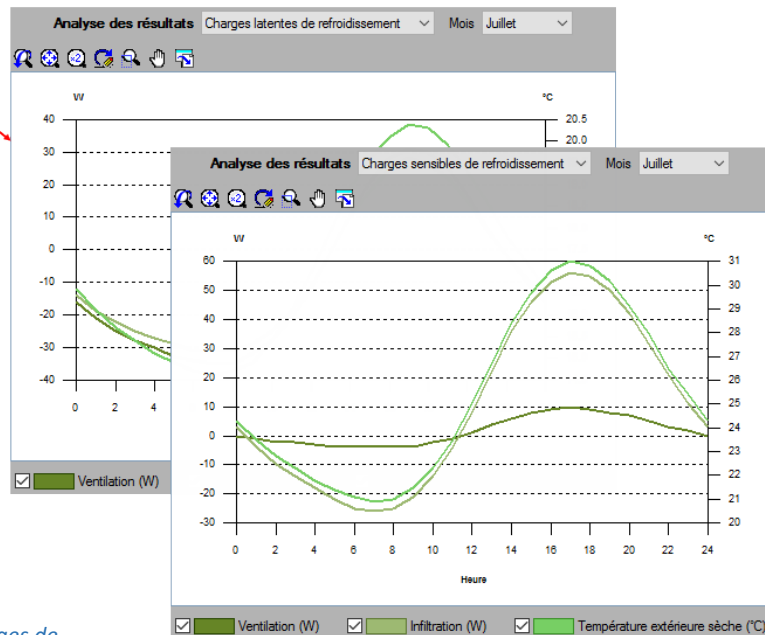 Analyse des résultats Charges latentes de refroidissement Mois Juillet
x2
W °C
40 20.5
30 20.0
20
10
0
-10
-20
-30
-40
0 2 4
Ventilation (W)
Analyse des résultats Charges sensibles de refroidissement Mois Juillet
x2
W °C
60 31
50 30
40 29
30 28
20 27
10 26
0 25
-10 24
-20 23
-30 22
21
20
0 2 4 6 8 10 12 14 16 18 20 22 24
Heure
Ventilation (W) Infiltration (W) Température extérieure sèche (°C)
ges de